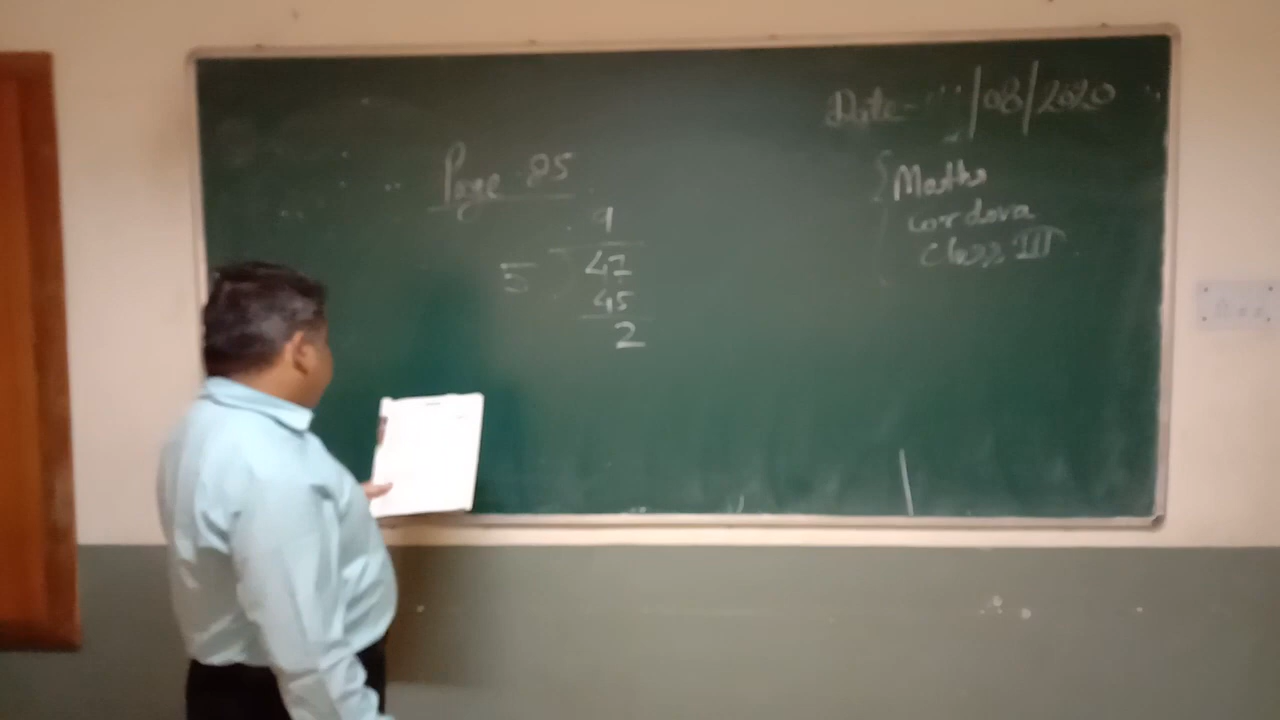 Date- /08/2020
Page 85
Maths
Cordova
Class III
9
5 47
45
2